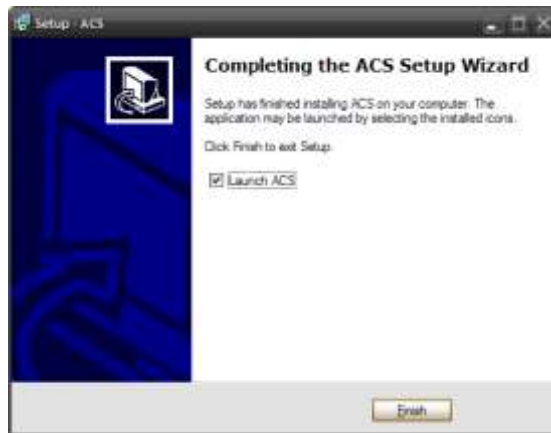 Setup - ACS
Completing the ACS Setup Wizard
Setup has finished installing ACS on your computer. The
application may be launched by selecting the installed icons.
Click Finish to exit Setup.
Launch ACS
Finish